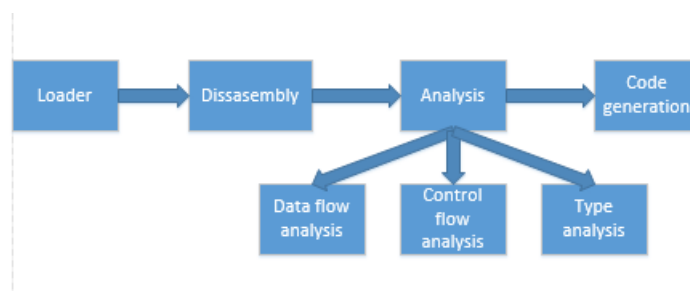 Loader
Dissasembly
Analysis
Code
generation
Data flow
analysis
Control
flow
analysis
Type
analysis